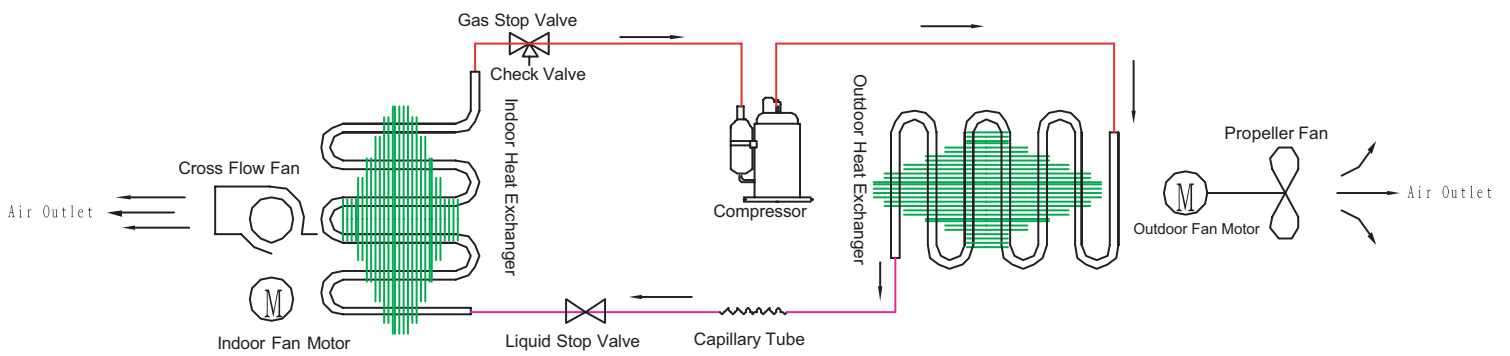 Gas Stop Valve
Check Valve
Indoor Heat Exchanger
Outdoor Heat Exchanger
Propeller Fan
Cross Flow Fan
Air Outlet
M
Air Outlet
Compressor
Outdoor Fan Motor
M
Indoor Fan Motor
Liquid Stop Valve
Capillary Tube